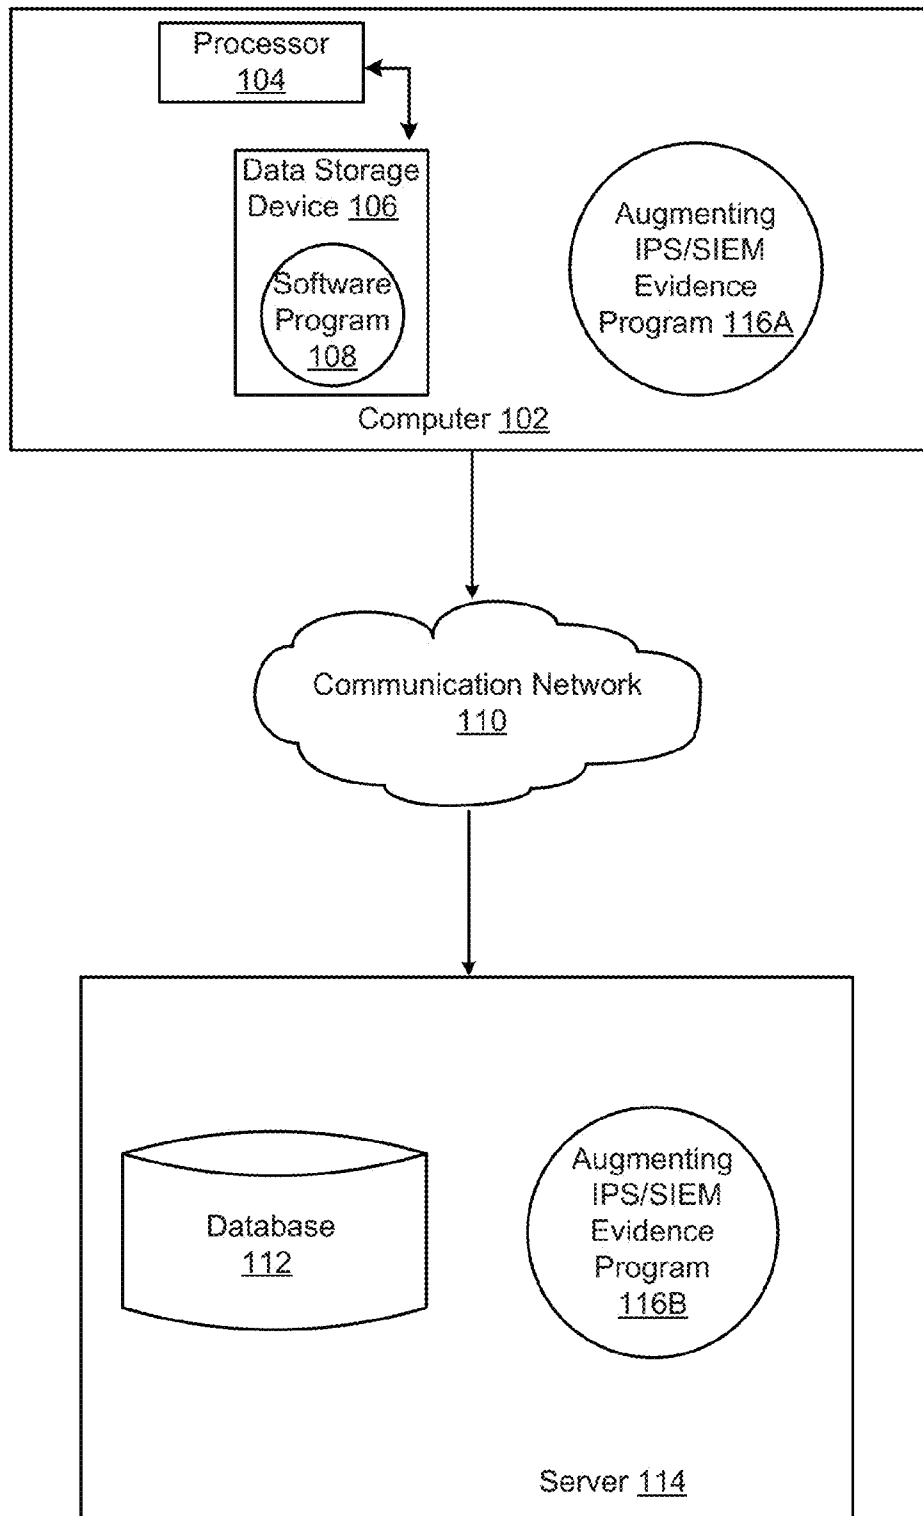 Processor
104
Data Storage
Device 106
Software
Program
108
Augmenting
IPS/SIEM
Evidence
Program 116A
Computer 102
Communication Network
110
Database
112
Augmenting
IPS/SIEM
Evidence
Program
116B
Server 114